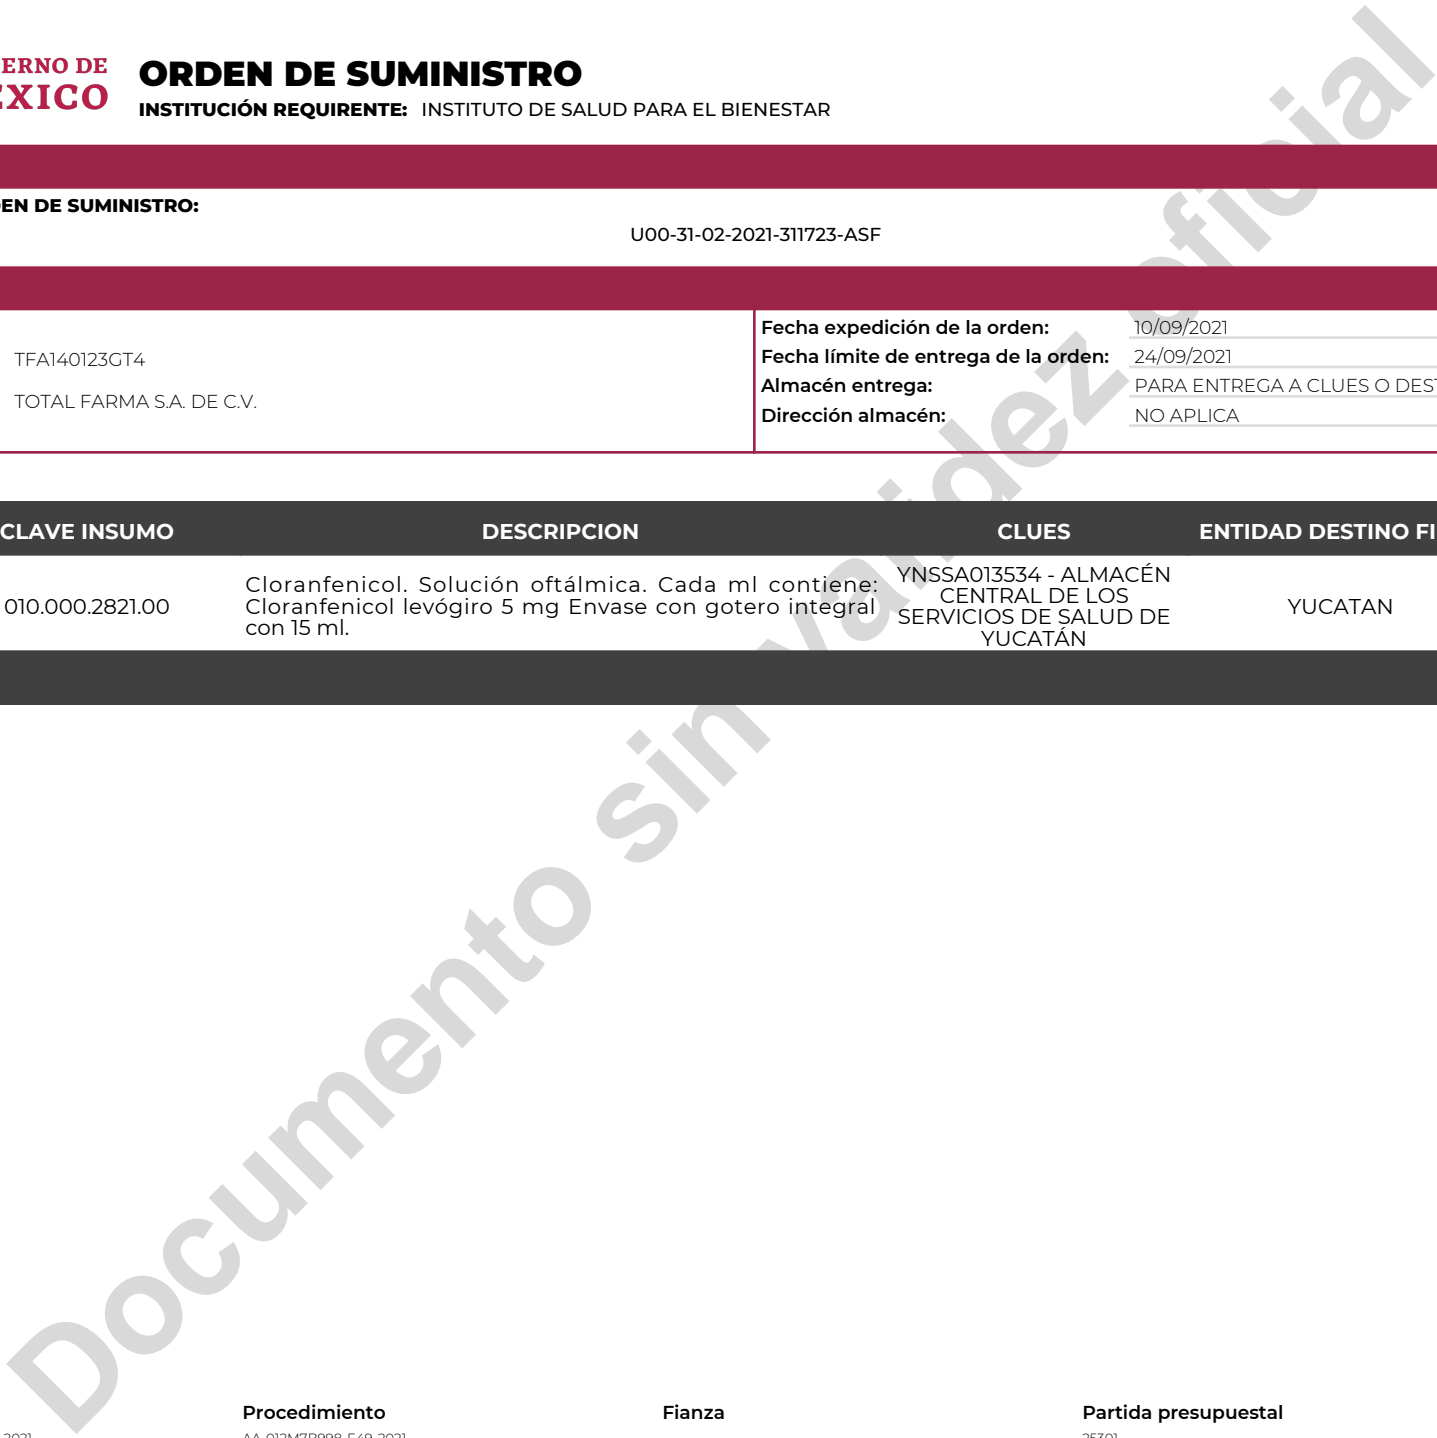 ERNO DE
ÉXICO
ORDEN DE SUMINISTRO
INSTITUCIÓN REQUIRENTE: INSTITUTO DE SALUD PARA EL BIENESTAR
EN DE SUMINISTRO:
U00-31-02-2021-311723-ASF
TFA140123GT4
TOTAL FARMA S.A. DE C.V.
Fecha expedición de la orden: 10/09/2021
Fecha límite de entrega de la orden: 24/09/2021
Almacén entrega: PARA ENTREGA A CLUES O DEST
Dirección almacén: NO APLICA
CLAVE INSUMO DESCRIPCION CLUES ENTIDAD DESTINO FI
010.000.2821.00
Cloranfenicol. Solución oftálmica. Cada ml contiene:
Cloranfenicol levógiro 5 mg Envase con gotero integral
con 15 ml.
YNSSA013534 - ALMACÉN
CENTRAL DE LOS
SERVICIOS DE SALUD DE
YUCATÁN
YUCATAN
Documento sin validez oficial
Procedimiento Fianza Partida presupuestal